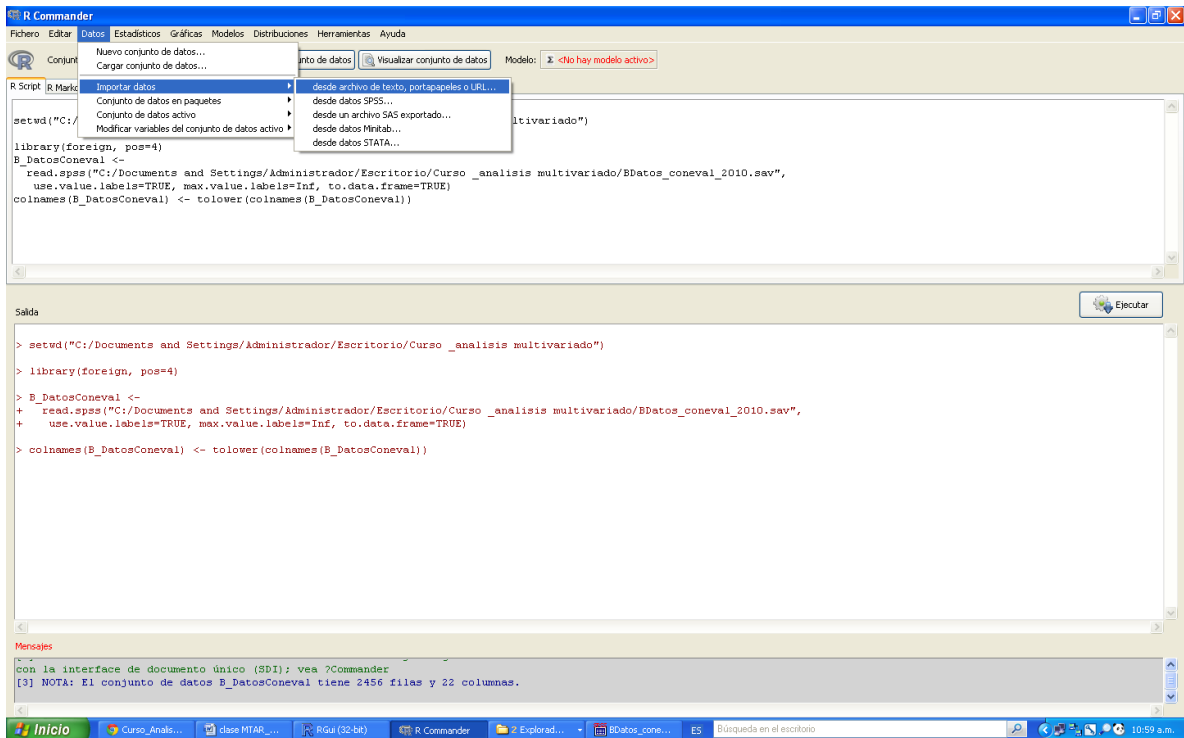 R Commander
Fichero Editar Datos Estadísticos Gráficas Modelos Distribuciones Herramientas Ayuda
Nuevo conjunto de datos...
Cargar conjunto de datos...
Importar datos
Conjunto de datos en paquetes
Conjunto de datos activo
Modificar variables del conjunto de datos activo
desde archivo de texto, portapapeles o URL...
desde datos SPSS...
desde un archivo SAS exportado...
desde datos Minitab...
desde datos STATA...
R Conjunt unto de datos Visualizar conjunto de datos Modelo: Σ <No hay modelo activo>
R Script R Markd
setwd("C:/ ltivariado")
library(foreign, pos=4)
B_DatosConeval <-
read.spss("C:/Documents and Settings/Administrador/Escritorio/Curso _analisis multivariado/BDatos_coneval_2010.sav",
use.value.labels=TRUE, max.value.labels=Inf, to.data.frame=TRUE)
colnames(B_DatosConeval) <- tolower(colnames(B_DatosConeval))
Ejecutar
Salida
> setwd("C:/Documents and Settings/Administrador/Escritorio/Curso _analisis multivariado")
> library(foreign, pos=4)
> B_DatosConeval <-
+ read.spss("C:/Documents and Settings/Administrador/Escritorio/Curso _analisis multivariado/BDatos_coneval_2010.sav",
+ use.value.labels=TRUE, max.value.labels=Inf, to.data.frame=TRUE)
> colnames(B_DatosConeval) <- tolower(colnames(B_DatosConeval))
Mensajes
con la interface de documento único (SDI); vea ?Commander
[3] NOTA: El conjunto de datos B_DatosConeval tiene 2456 filas y 22 columnas.
Inicio Curso_Analis... clase MTAR_... RGui (32-bit) R Commander 2 Explorad... BDatos_cone... ES Búsqueda en el escritorio 10:59 a.m.